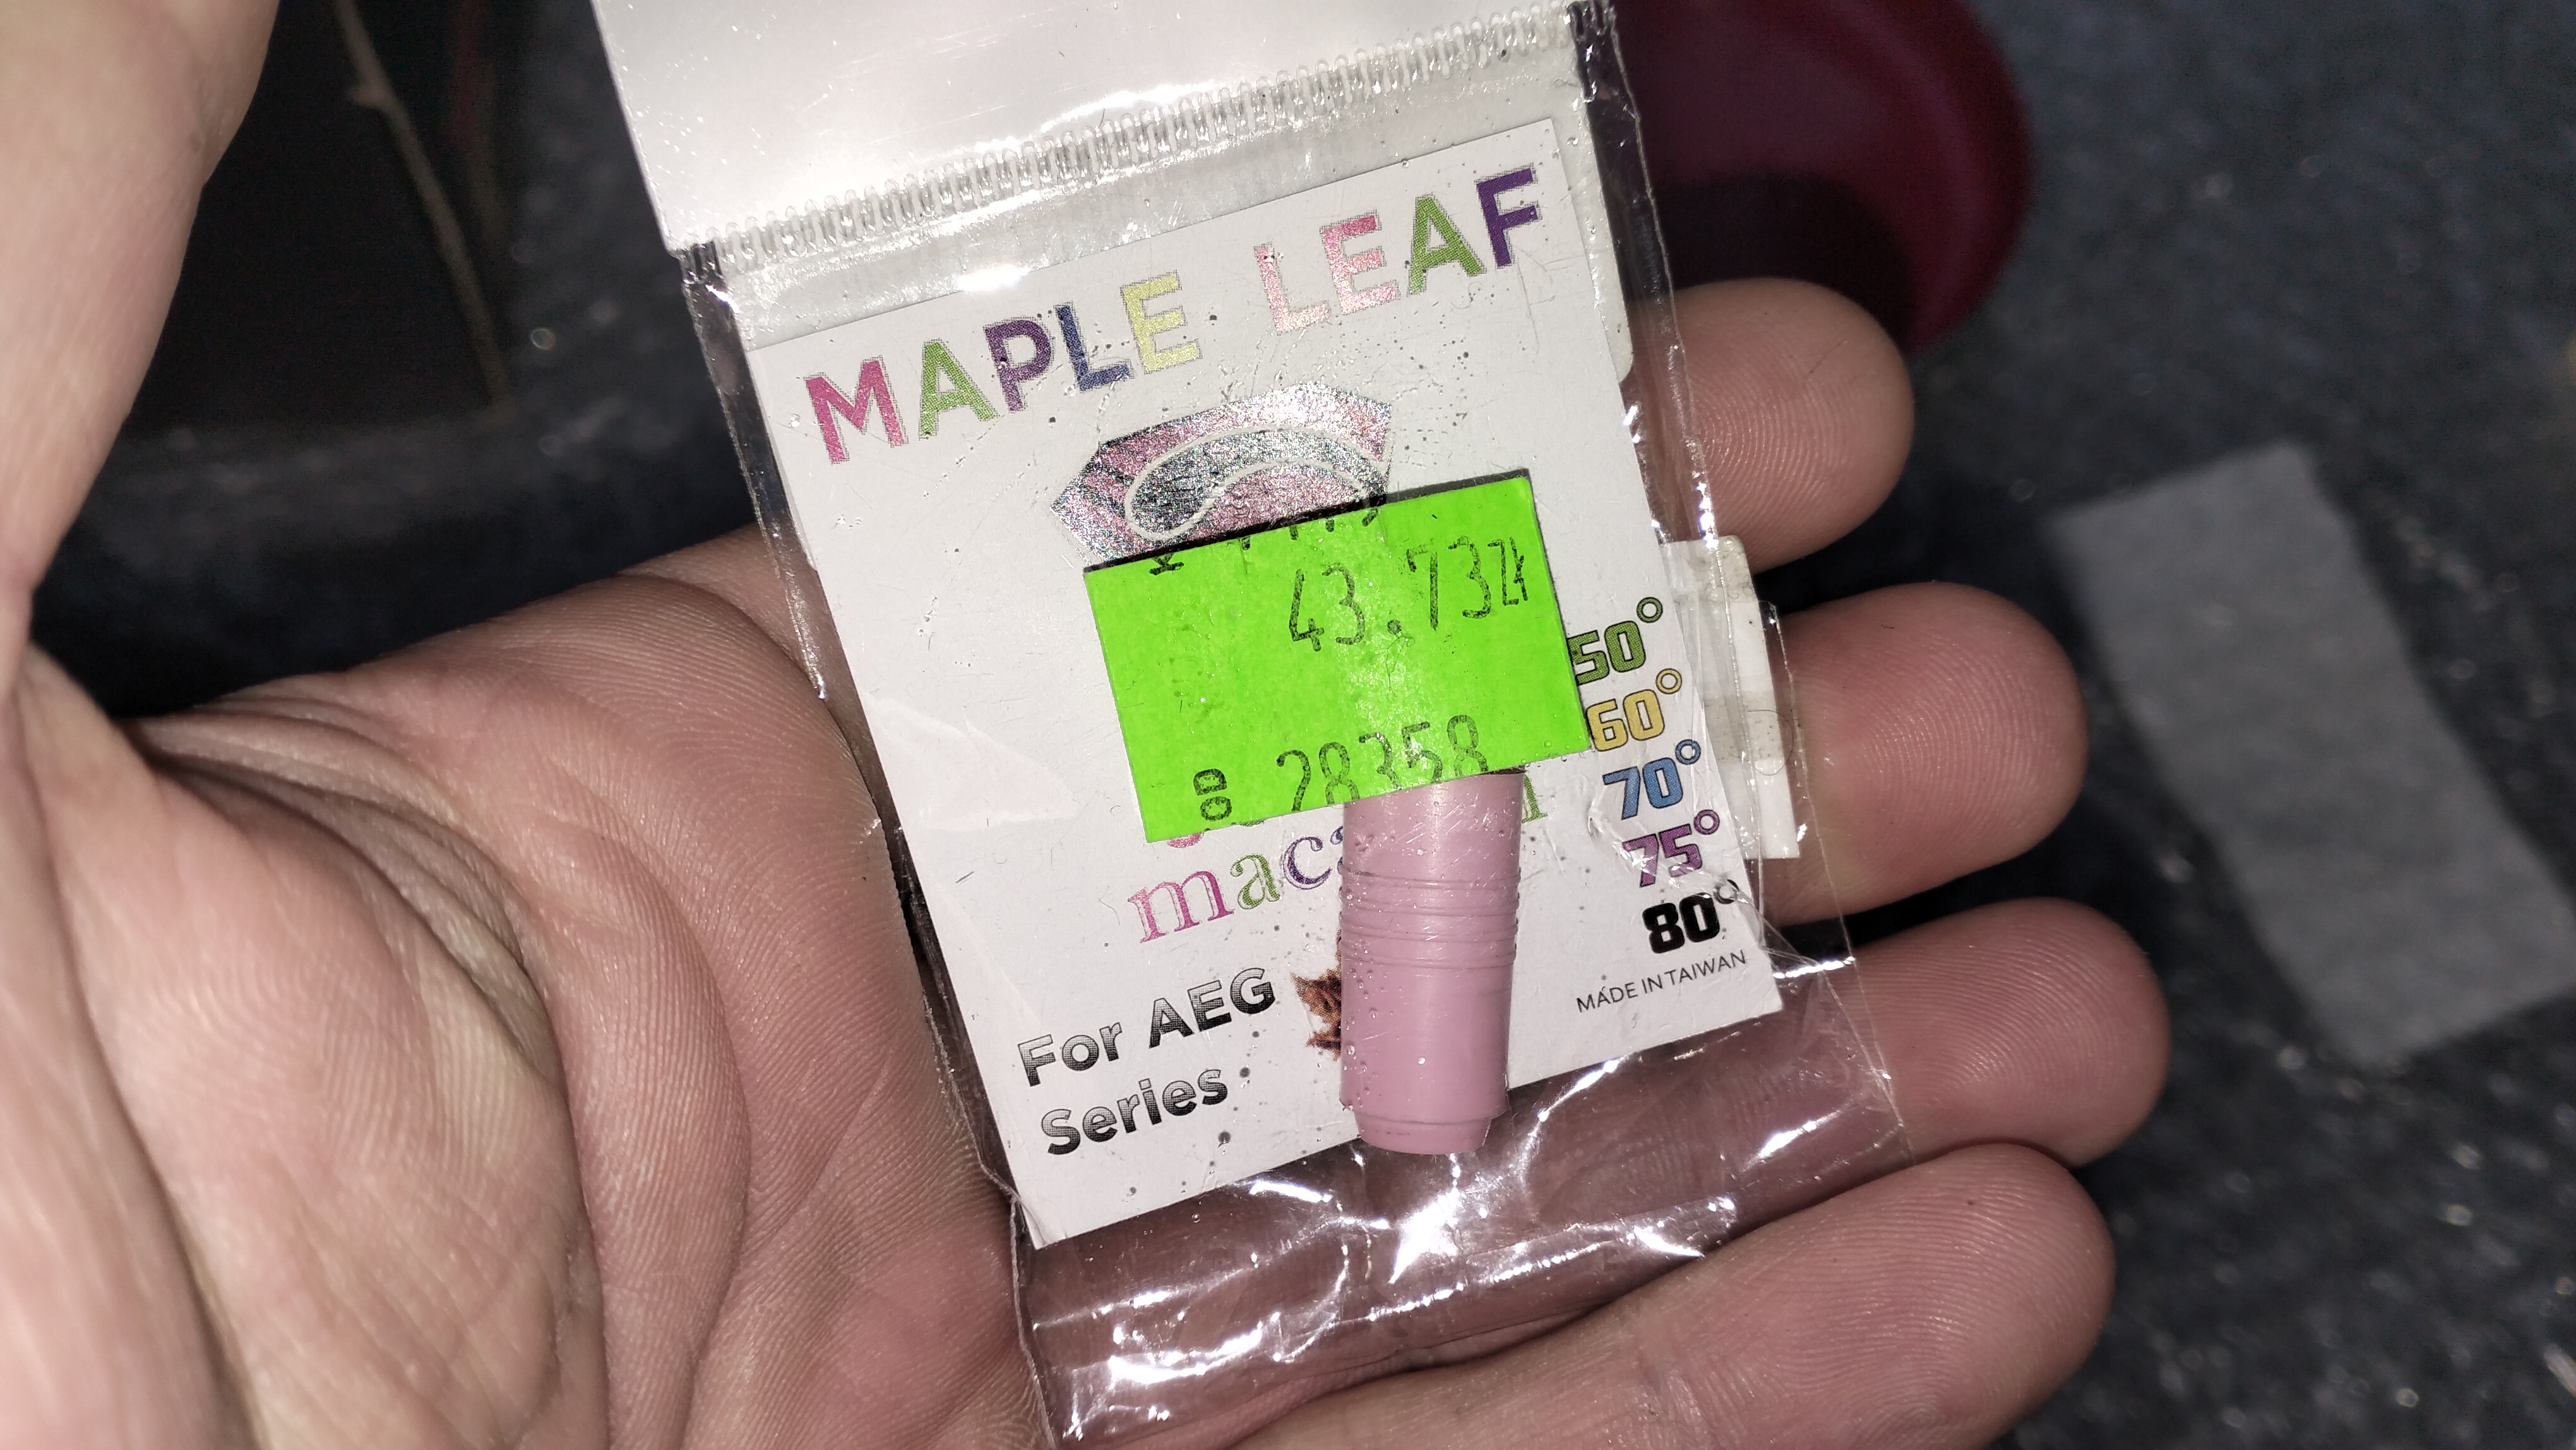 MAPLE LEAF
43.73zł
28358
50°
60°
70°
75°
80°
MADE IN TAIWAN
For AEG
Series